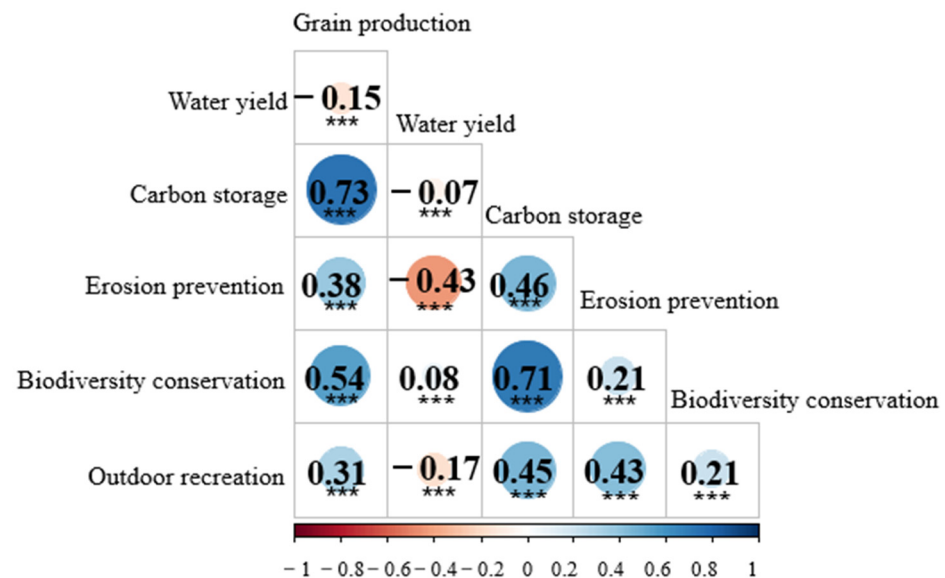 Grain production
Water yield − 0.15
***
Water yield
Carbon storage 0.73 − 0.07
*** ***
Carbon storage
Erosion prevention 0.38 − 0.43 0.46
*** *** ***
Erosion prevention
Biodiversity conservation 0.54 0.08 0.71 0.21
*** *** *** ***
Biodiversity conservation
Outdoor recreation 0.31 − 0.17 0.45 0.43 0.21
*** *** *** *** ***
− 1 − 0.8 − 0.6 − 0.4 − 0.2 0 0.2 0.4 0.6 0.8 1